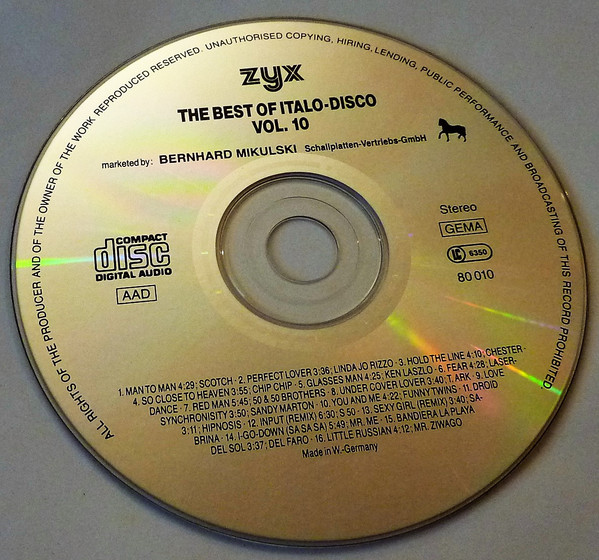 ALL RIGHTS OF THE PRODUCER AND OF THE OWNER OF THE WORK REPRODUCED RESERVED. UNAUTHORISED COPYING, HIRING, LENDING, PUBLIC PERFORMANCE AND BROADCASTING OF THIS RECORD PROHIBITED
zyx
THE BEST OF ITALO-DISCO
VOL. 10
marketed by: BERNHARD MIKULSKI Schallplatten-Vertriebs-GmbH
COMPACT
disc
DIGITAL AUDIO
AAD
Stereo
GEMA
LC 6350
80 010
1. MAN TO MAN 4:29; SCOTCH · 2. PERFECT LOVER 3:36; LINDA JO RIZZO · 3. HOLD THE LINE 4:10; CHESTER ·
4. SO CLOSE TO HEAVEN 3:55; CHIP CHIP · 5. GLASSES MAN 4:25; KEN LASZLO · 6. FEAR 4:28; LASER-
DANCE · 7. RED MAN 5:45; 50 & 50 BROTHERS · 8. UNDER COVER LOVER 3:40; T. ARK · 9. LOVE
SYNCHRONISITY 3:50; SANDY MARTON · 10. YOU AND ME 4:22; FUNNY TWINS · 11. DROID
3:11; HIPNOSIS · 12. INPUT (REMIX) 6:30; S 50 · 13. SEXY GIRL (REMIX) 3:40; SA-
BRINA · 14. I-GO-DOWN (SA SA SA) 5:49; MR. ME · 15. BANDIERA LA PLAYA
DEL SOL 3:37; DEL FARO · 16. LITTLE RUSSIAN 4:12; MR. ZIWAGO
Made in W.-Germany